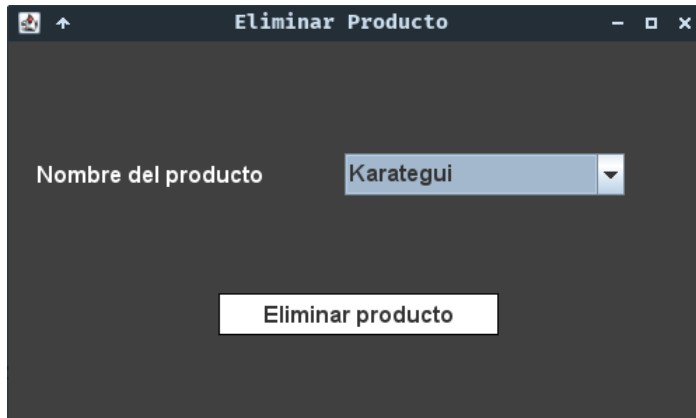 Eliminar Producto
Nombre del producto
Karategui
Eliminar producto